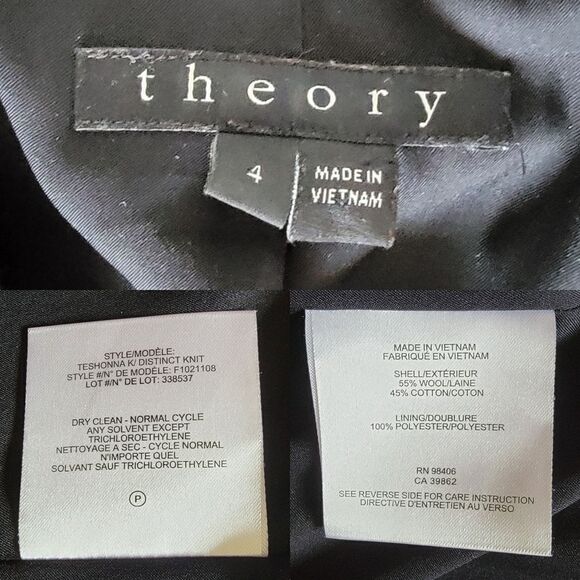 theory
4
MADE IN
VIETNAM
STYLE/MODÈLE:
TESHONNA K/ DISTINCT KNIT
STYLE #/N° DE MODÈLE: F1021108
LOT #/N° DE LOT: 338537
DRY CLEAN - NORMAL CYCLE
ANY SOLVENT EXCEPT
TRICHLOROETHYLENE
NETTOYAGE A SEC - CYCLE NORMAL
N'IMPORTE QUEL
SOLVANT SAUF TRICHLOROETHYLENE
P
MADE IN VIETNAM
FABRIQUÉ EN VIETNAM
SHELL/EXTÉRIEUR
55% WOOL/LAINE
45% COTTON/COTON
LINING/DOUBLURE
100% POLYESTER/POLYESTER
RN 98406
CA 39862
SEE REVERSE SIDE FOR CARE INSTRUCTION
DIRECTIVE D'ENTRETIEN AU VERSO